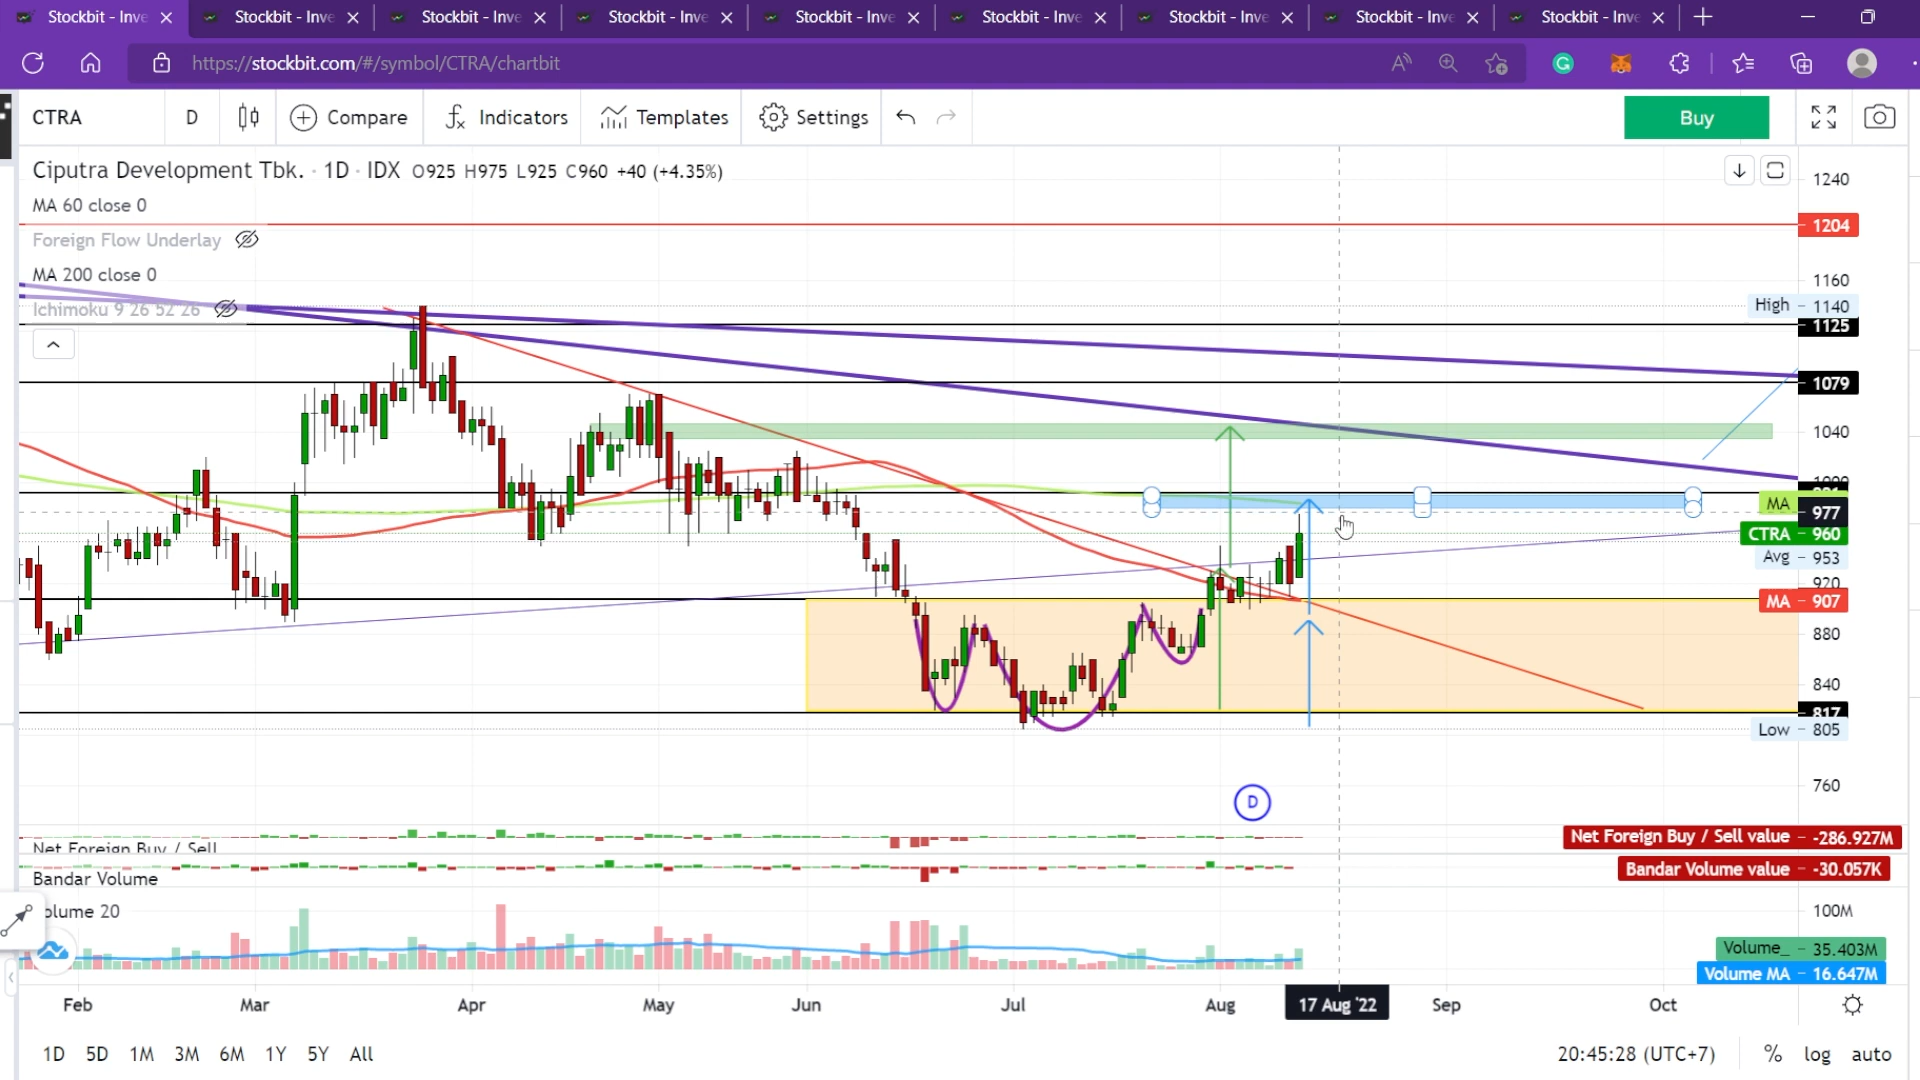 Stockbit - Inve
Stockbit - Inve
Stockbit - Inve
Stockbit - Inve
Stockbit - Inve
Stockbit - Inve
Stockbit - Inve
Stockbit - Inve
Stockbit - Inve
https://stockbit.com/#/symbol/CTRA/chartbit
CTRA D Compare Indicators Templates Settings Buy
Ciputra Development Tbk. · 1D · IDX O925 H975 L925 C960 +40 (+4.35%)
MA 60 close 0
Foreign Flow Underlay
MA 200 close 0
Ichimoku 9 26 52 26
1240
1204
1160
High 1140
1125
1079
1040
MA
977
CTRA 960
Avg 953
920
MA 907
880
840
817
Low 805
760
D
Net Foreign Buy / Sell
Net Foreign Buy / Sell value -286.927M
Bandar Volume
Bandar Volume value -30.057K
olume 20
100M
Volume_ 35.403M
Volume MA 16.647M
Feb Mar Apr May Jun Jul Aug 17 Aug '22 Sep Oct
1D 5D 1M 3M 6M 1Y 5Y All
20:45:28 (UTC+7) % log auto